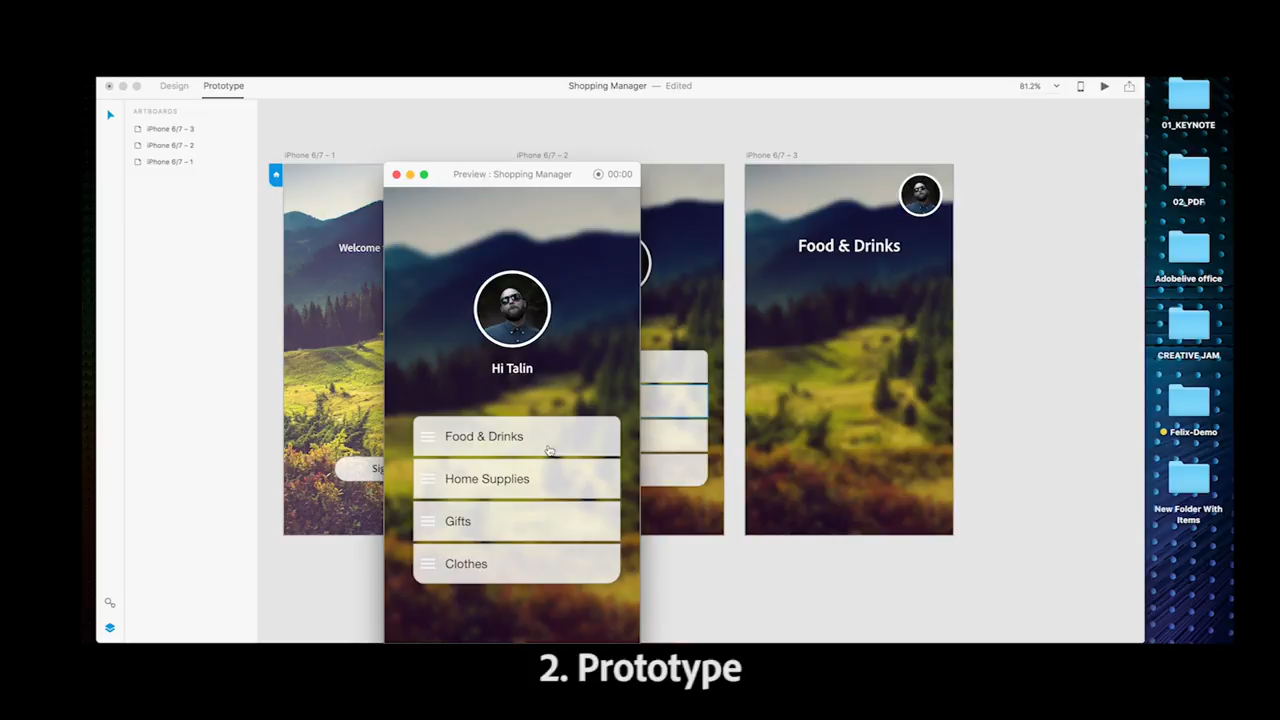 Design Prototype Shopping Manager — Edited 81.2%
ARTBOARDS
iPhone 6/7 – 3
iPhone 6/7 – 2
iPhone 6/7 – 1
iPhone 6/7 – 1
iPhone 6/7 – 2
iPhone 6/7 – 3
Welcome
Sig
Preview : Shopping Manager 00:00
Hi Talin
Food & Drinks
Home Supplies
Gifts
Clothes
Food & Drinks
01_KEYNOTE
02_PDF
Adobelive office
CREATIVE JAM
Felix-Demo
New Folder With
Items
2. Prototype